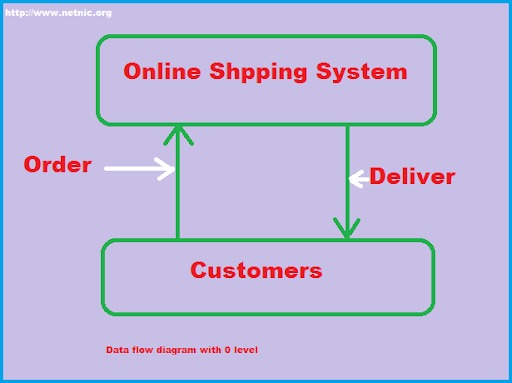 http://www.netnic.org
Online Shpping System
Order
Deliver
Customers
Data flow diagram with 0 level